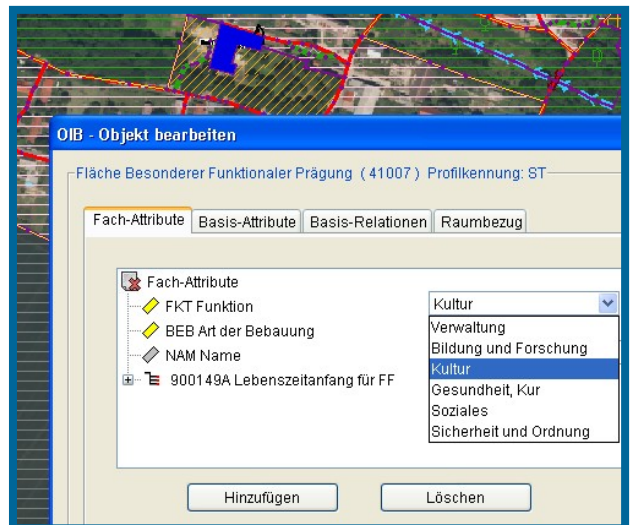 OIB - Objekt bearbeiten
Fläche Besonderer Funktionaler Prägung ( 41007 ) Profilkennung: ST
Fach-Attribute Basis-Attribute Basis-Relationen Raumbezug
Fach-Attribute
FKT Funktion Kultur
BEB Art der Bebauung
NAM Name
900149A Lebenszeitanfang für FF
Verwaltung
Bildung und Forschung
Kultur
Gesundheit, Kur
Soziales
Sicherheit und Ordnung
Hinzufügen Löschen